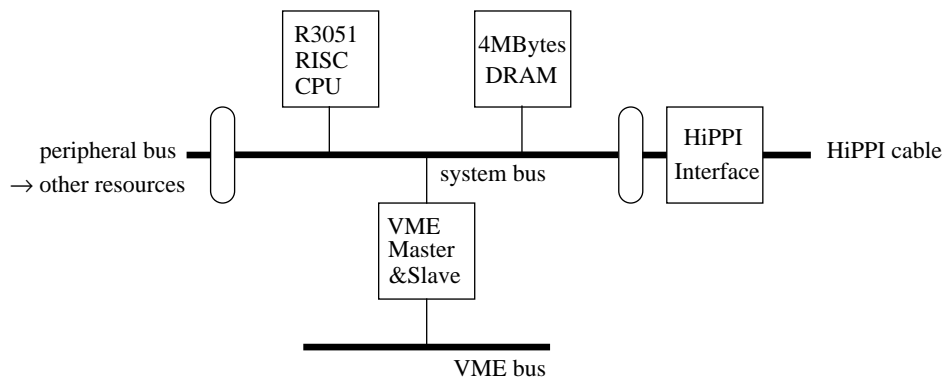 R3051
RISC
CPU
4MBytes
DRAM
peripheral bus
→ other resources
system bus
HiPPI
Interface
HiPPI cable
VME
Master
&Slave
VME bus